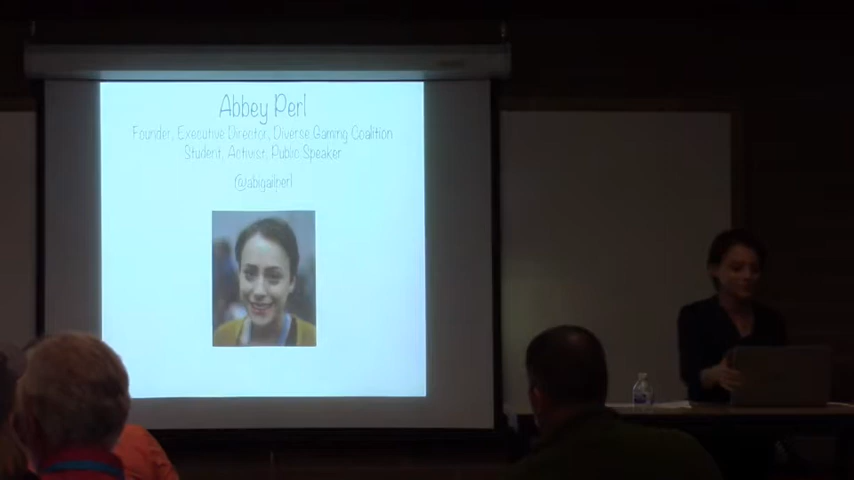 Abbey Perl
Founder, Executive Director, Diverse Gaming Coalition
Student, Activist, Public Speaker
@abigailperl